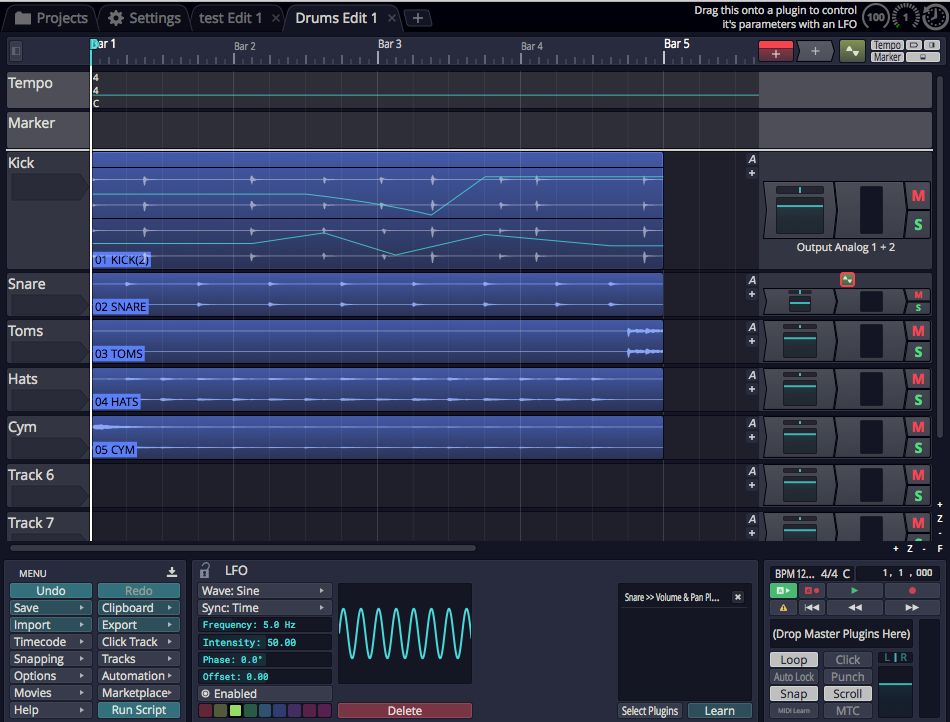 Projects
Settings
test Edit 1
Drums Edit 1
Drag this onto a plugin to control
it's parameters with an LFO
100
1
Bar 1
Bar 2
Bar 3
Bar 4
Bar 5
Tempo
Marker
Tempo
4
4
C
Marker
Kick
01 KICK(2)
A
+
M
S
Output Analog 1 + 2
Snare
02 SNARE
A
+
M
S
Toms
03 TOMS
A
+
M
S
Hats
04 HATS
A
+
M
S
Cym
05 CYM
A
+
M
S
Track 6
A
+
M
S
Track 7
A
+
M
+
Z
-
+ Z - F
MENU
Undo
Redo
Save
Clipboard
Import
Export
Timecode
Click Track
Snapping
Tracks
Options
Automation
Movies
Marketplace
Help
Run Script
LFO
Wave: Sine
Sync: Time
Frequency: 5.0 Hz
Intensity: 50.00
Phase: 0.0°
Offset: 0.00
Enabled
Delete
Snare >> Volume & Pan Pl...
Select Plugins
Learn
BPM 12... 4/4 C
1, 1, 000
(Drop Master Plugins Here)
Loop
Click
Auto Lock
Punch
Snap
Scroll
MIDI Learn
MTC
L R